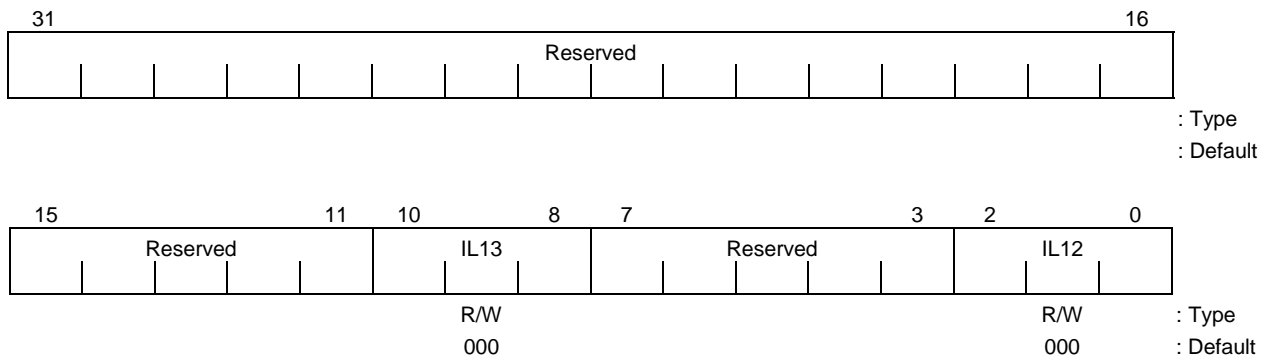 31 16
Reserved
: Type
: Default
15 11 10 8 7 3 2 0
Reserved IL13 Reserved IL12
R/W R/W : Type
000 000 : Default